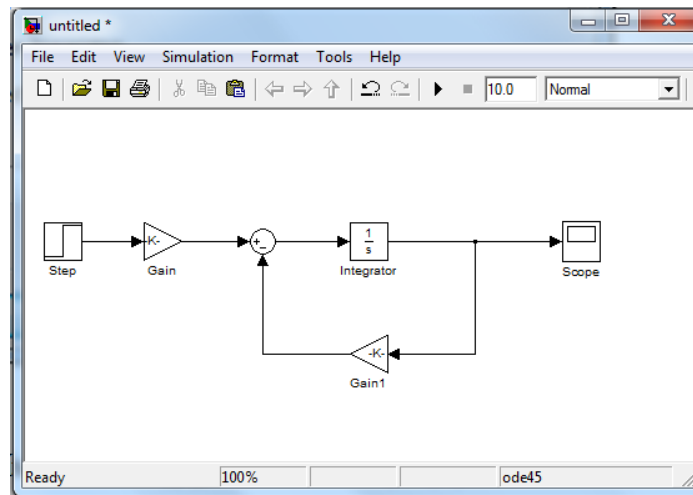 untitled *
File Edit View Simulation Format Tools Help
10.0 Normal
-K-
+
-
1
s
Step Gain Integrator Scope
-K-
Gain1
Ready 100% ode45